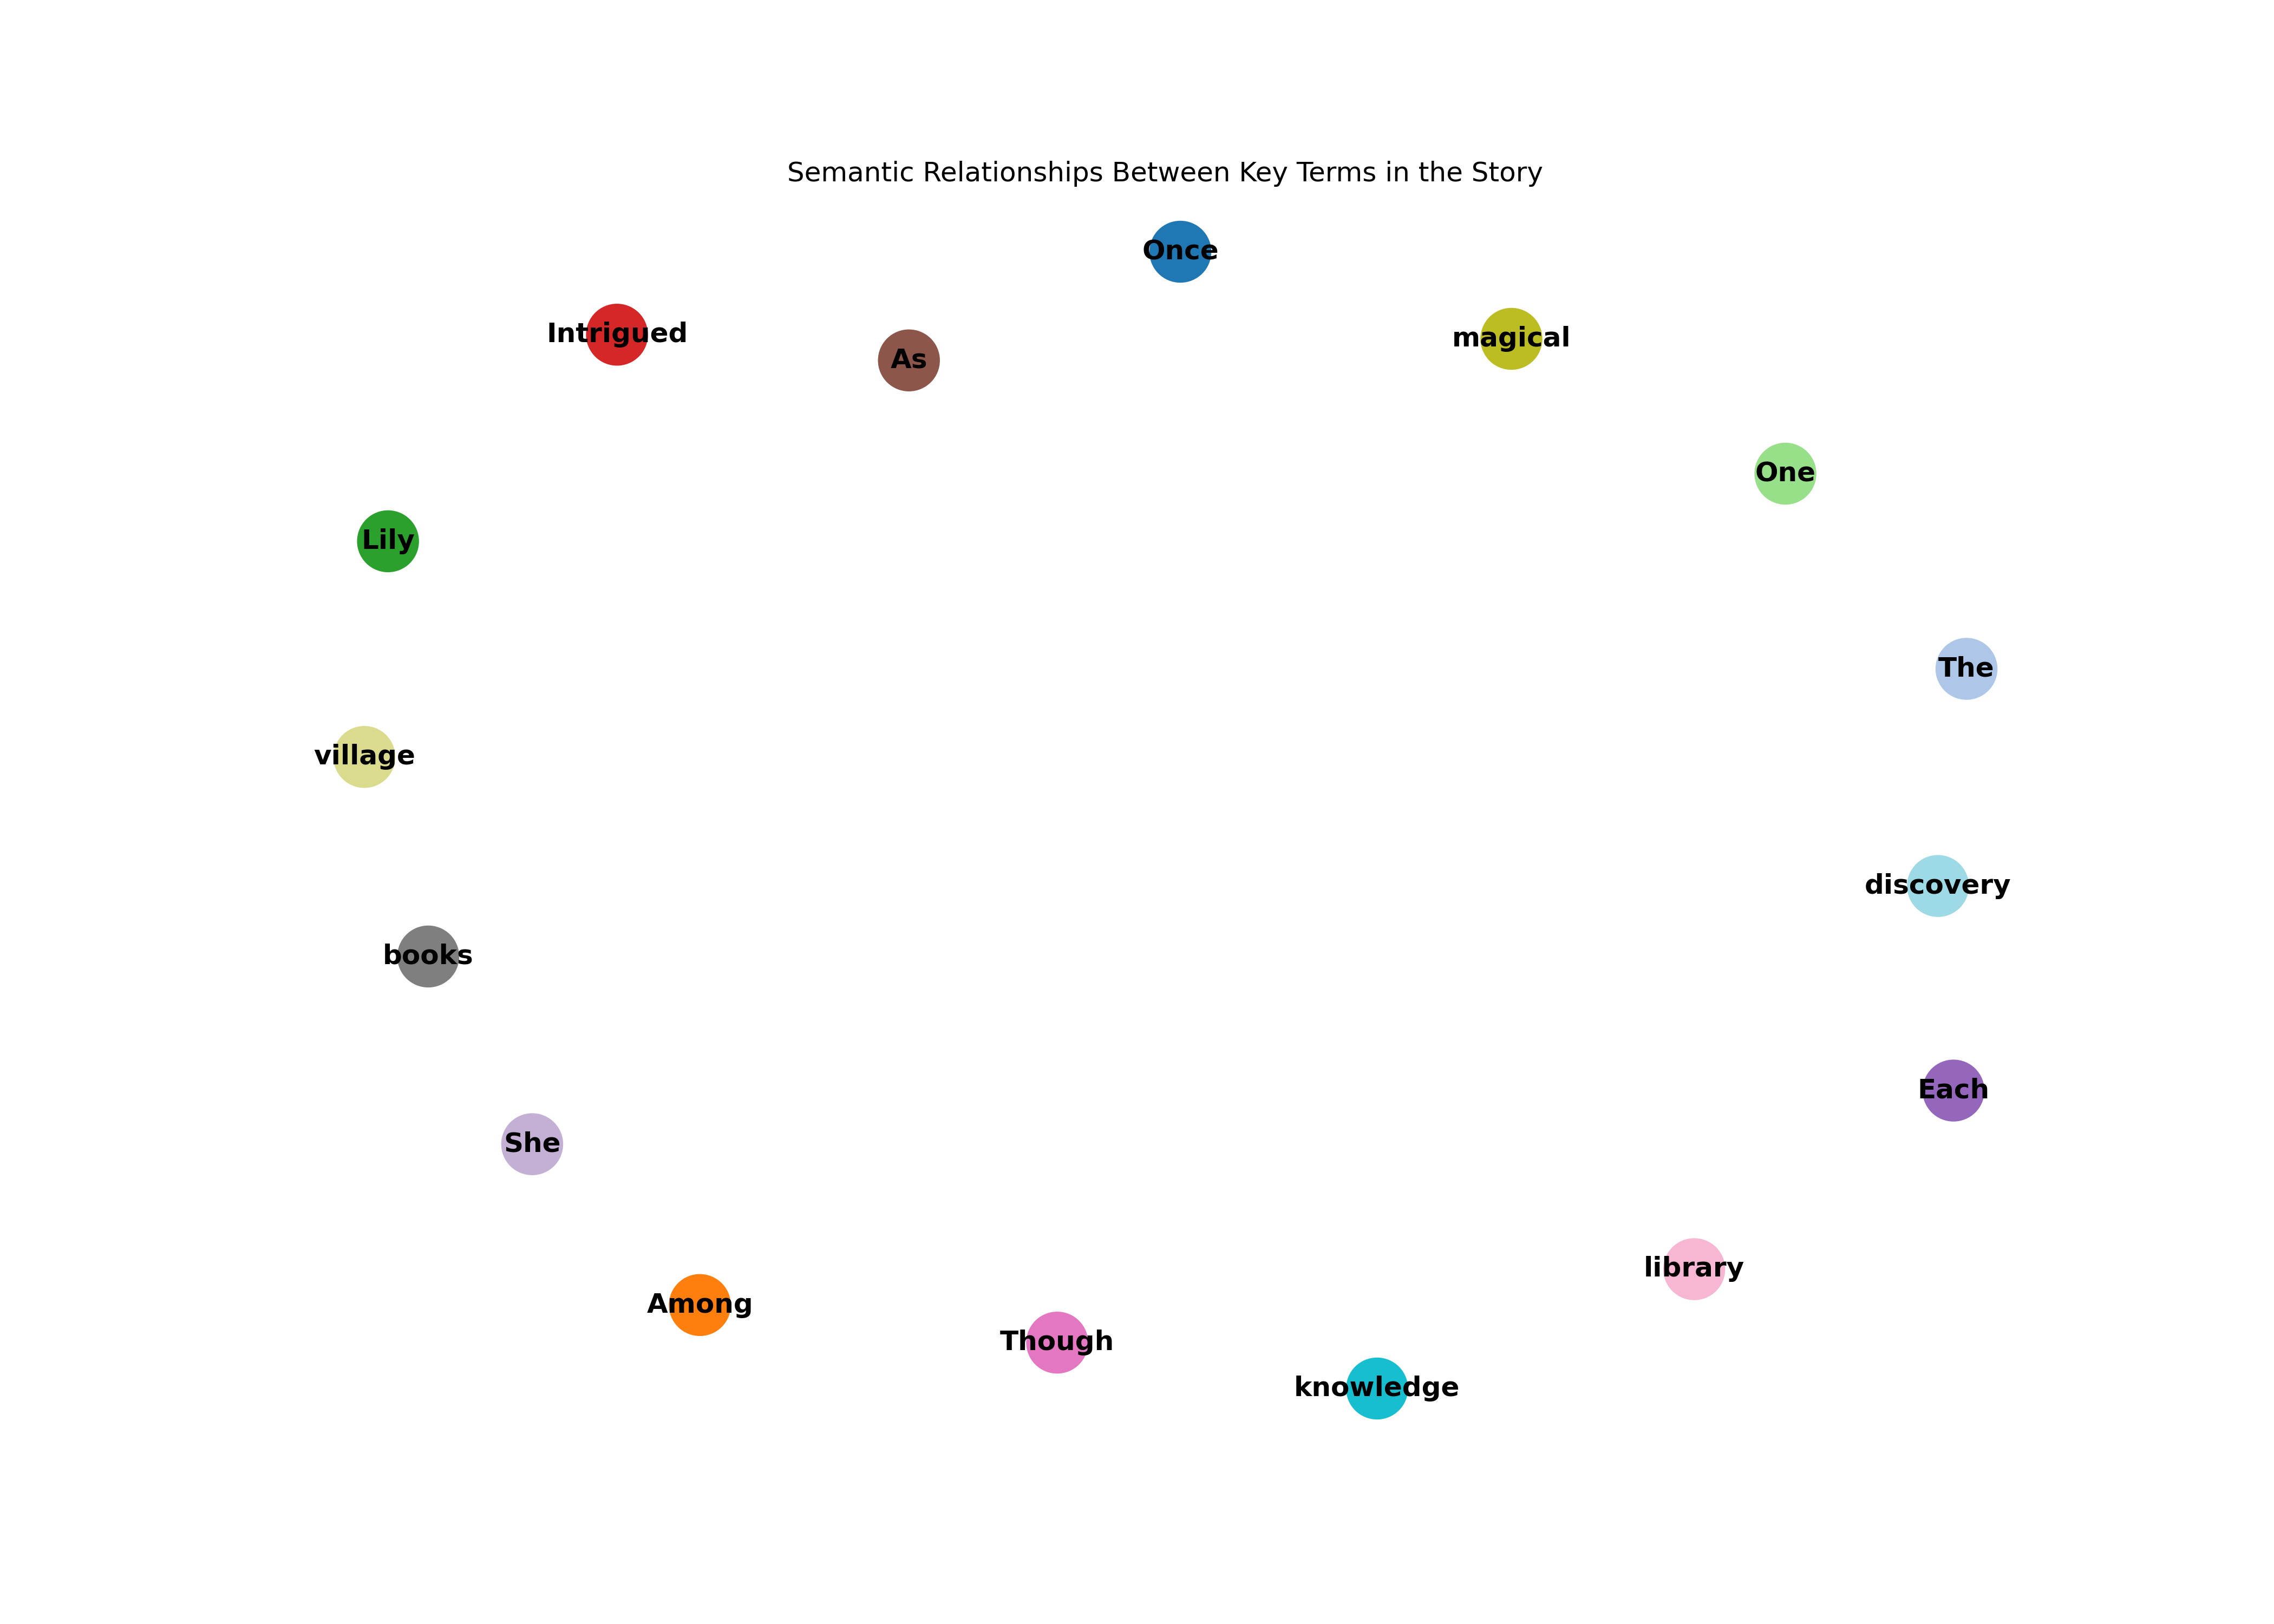 Semantic Relationships Between Key Terms in the Story
Once
Intrigued
magical
As
One
Lily
The
village
discovery
books
Each
She
library
Among
Though
knowledge